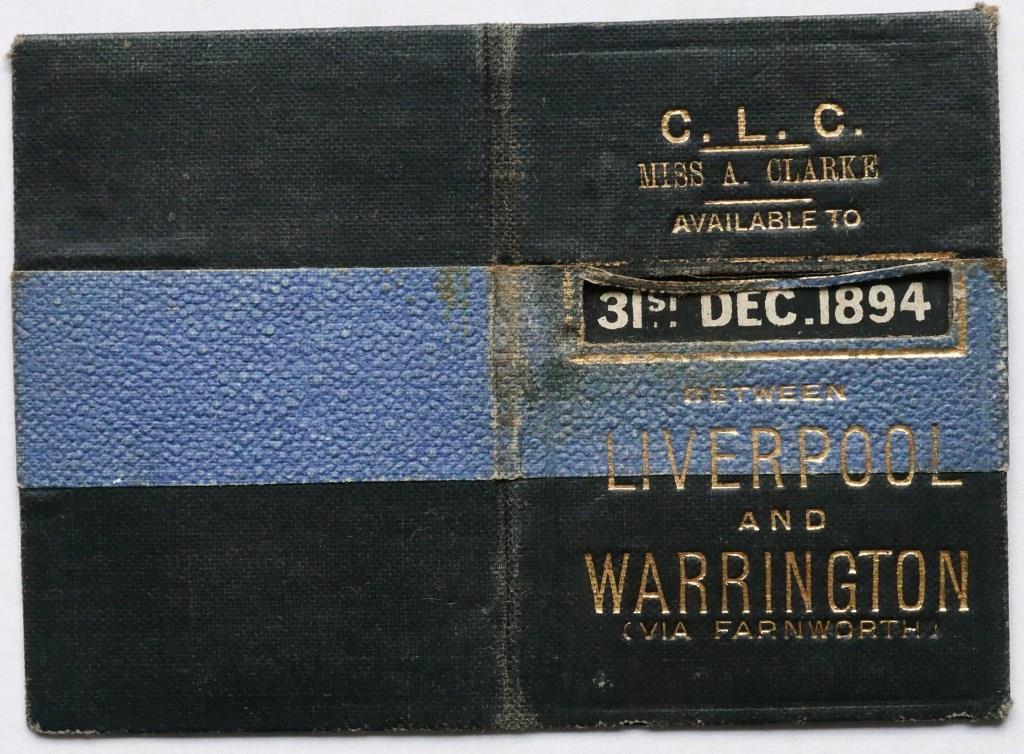 C. L. C.
MISS A. CLARKE
AVAILABLE TO
31ST DEC.1894
BETWEEN
LIVERPOOL
AND
WARRINGTON
(VIA FARNWORTH)